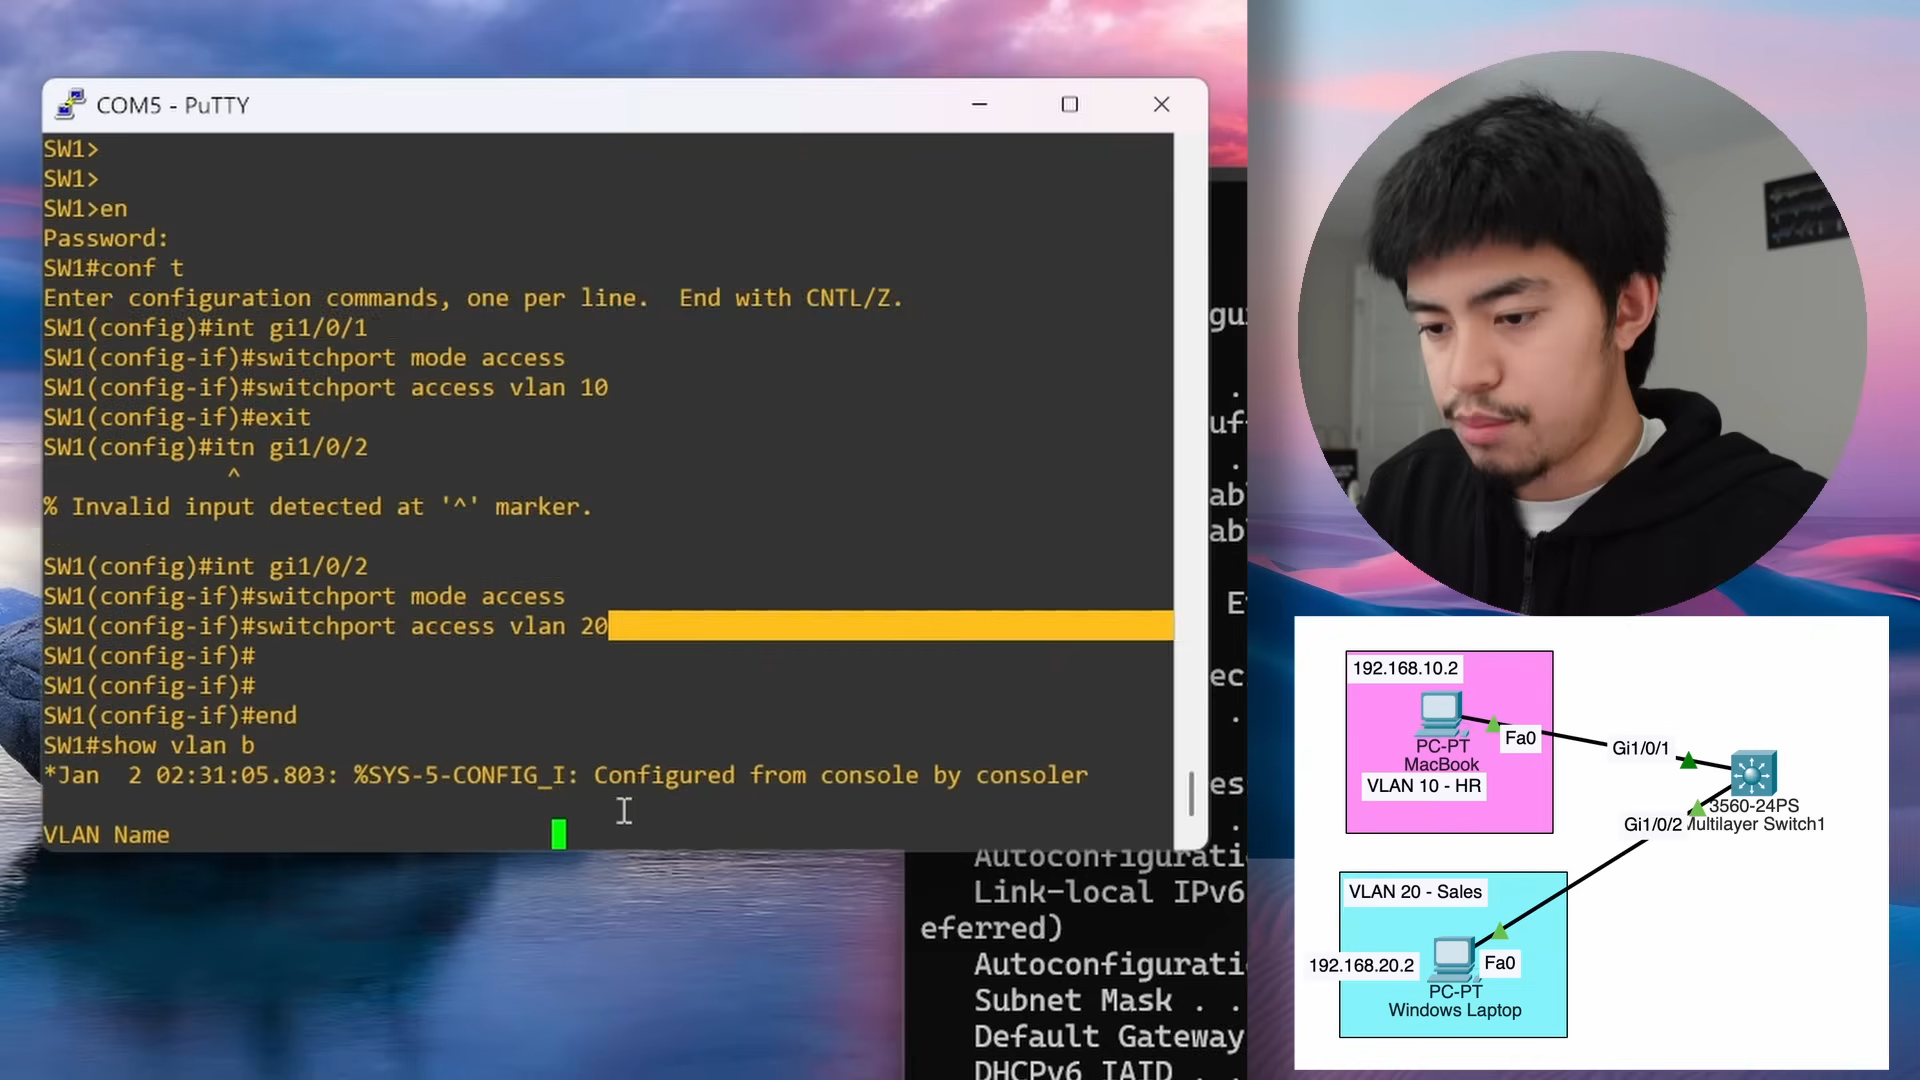 COM5 - PuTTY
SW1>
SW1>
SW1>en
Password:
SW1#conf t
Enter configuration commands, one per line.  End with CNTL/Z.
SW1(config)#int gi1/0/1
SW1(config-if)#switchport mode access
SW1(config-if)#switchport access vlan 10
SW1(config-if)#exit
SW1(config)#itn gi1/0/2
^
% Invalid input detected at '^' marker.
SW1(config)#int gi1/0/2
SW1(config-if)#switchport mode access
SW1(config-if)#switchport access vlan 20
SW1(config-if)#
SW1(config-if)#
SW1(config-if)#end
SW1#show vlan b
*Jan  2 02:31:05.803: %SYS-5-CONFIG_I: Configured from console by consoler
VLAN Name
Autoconfigurati
Link-local IPv6
eferred)
Autoconfigurati
Subnet Mask . .
Default Gateway
DHCPv6 IAID . .
192.168.10.2
PC-PT
MacBook
VLAN 10 - HR
Fa0
Gi1/0/1
3560-24PS
Multilayer Switch1
Gi1/0/2
VLAN 20 - Sales
192.168.20.2
Fa0
PC-PT
Windows Laptop